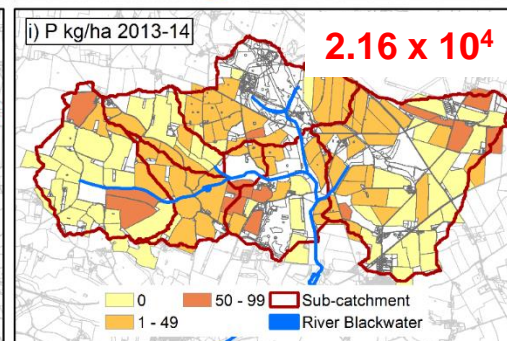 i) P kg/ha 2013-14
2.16 x 10⁴
0
50 - 99
Sub-catchment
1 - 49
River Blackwater